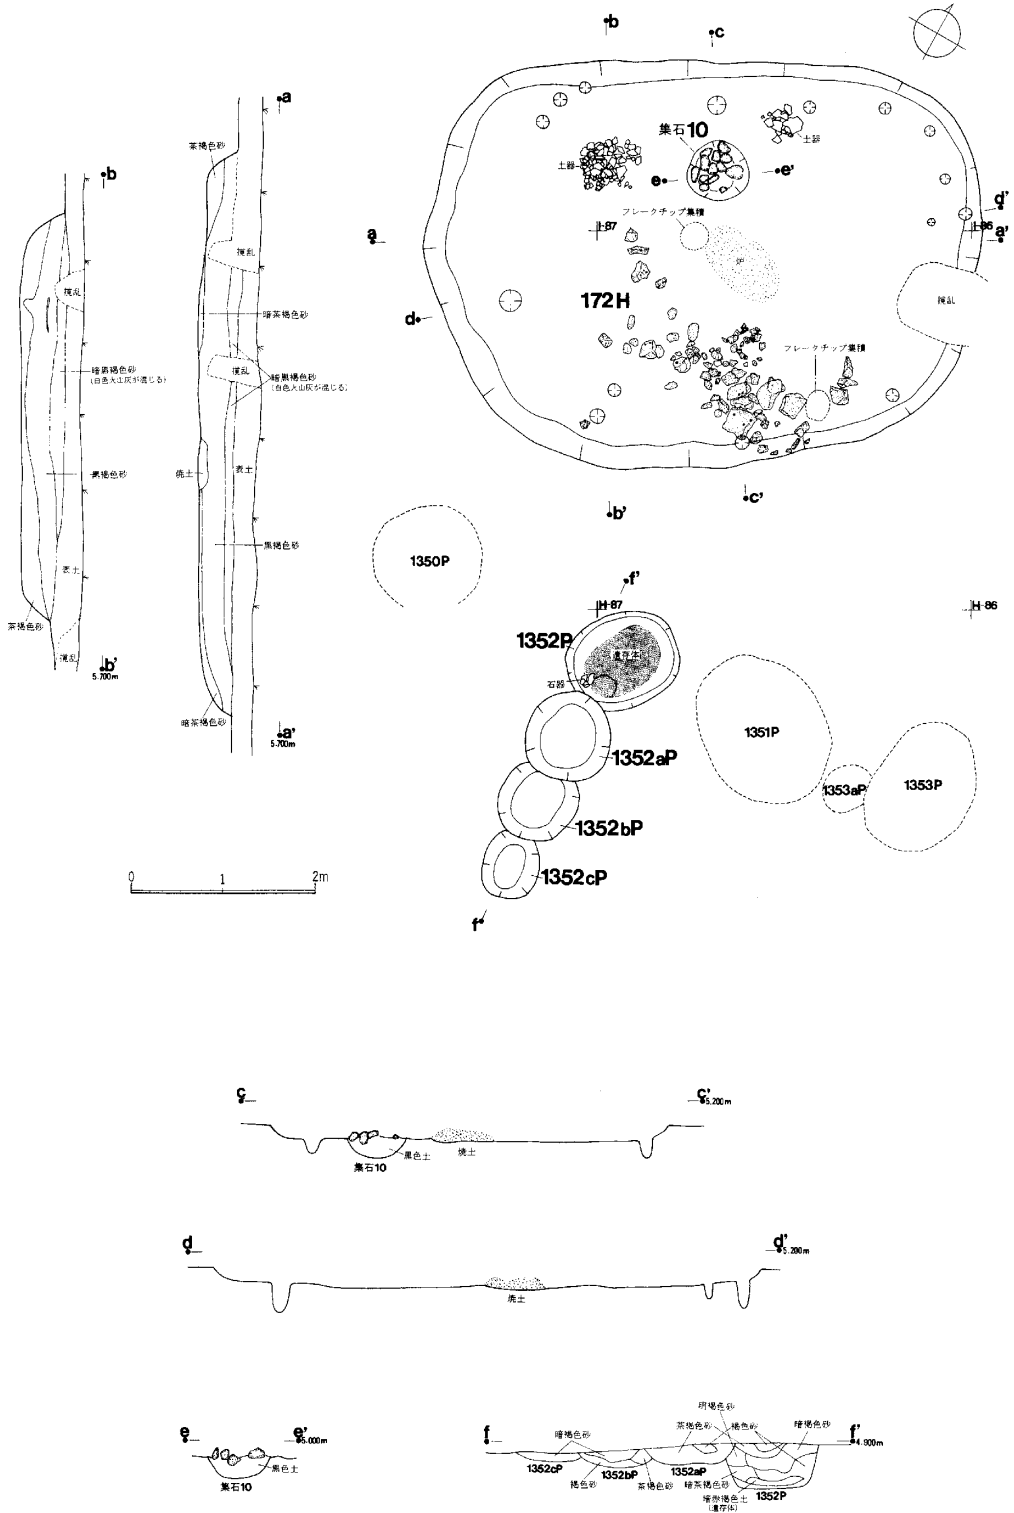 b
c
a
茶褐色砂
b
集石10
土器
土器
e
e'
d'
フレークチップ集積
I-87
I-86
a
a'
炉
攪乱
攪乱
172H
攪乱
暗茶褐色砂
d
フレークチップ集積
暗黒褐色砂
(白色火山灰が混じる)
攪乱
暗黒褐色砂
(白色火山灰が混じる)
焼土
表土
黒褐色砂
c'
b'
黒褐色砂
1350P
表土
f'
H-87
H-86
茶褐色砂
1352P
攪乱
遺存体
b'
5.700m
石器
暗茶褐色砂
a'
5.700m
1351P
1352aP
1353aP
1353P
1352bP
0 1 2m
1352cP
f
c
c'
5.200m
黒色土
焼土
集石10
d
d'
5.200m
焼土
明褐色砂
茶褐色砂
褐色砂
暗褐色砂
e
e'
5.000m
暗褐色砂
f
f'
4.900m
黒色土
集石10
1352cP
褐色砂
1352bP
茶褐色砂
1352aP
暗茶褐色砂
暗赤褐色土
(遺存体)
1352P